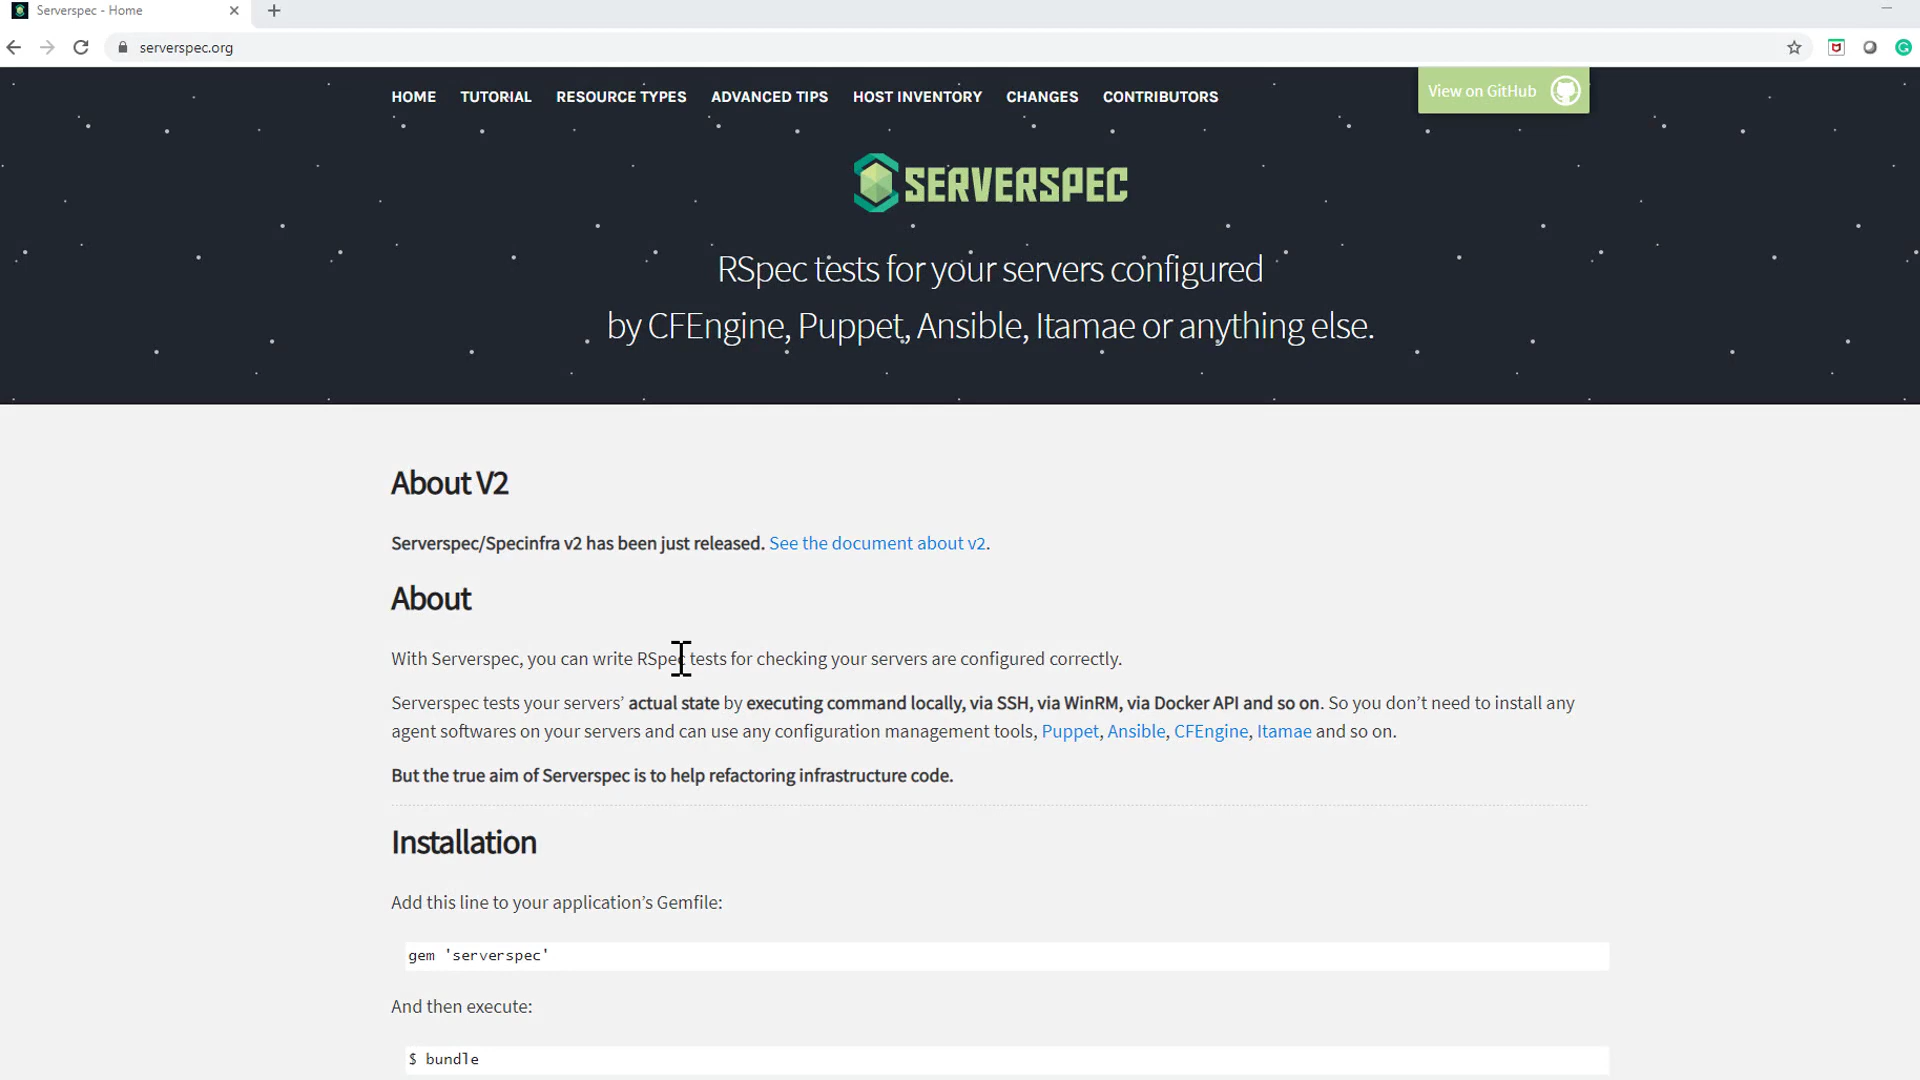 Serverspec - Home
serverspec.org
HOME TUTORIAL RESOURCE TYPES ADVANCED TIPS HOST INVENTORY CHANGES CONTRIBUTORS View on GitHub
SERVERSPEC
RSpec tests for your servers configured
by CFEngine, Puppet, Ansible, Itamae or anything else.
About V2
Serverspec/Specinfra v2 has been just released. See the document about v2.
About
With Serverspec, you can write RSpec tests for checking your servers are configured correctly.
Serverspec tests your servers’ actual state by executing command locally, via SSH, via WinRM, via Docker API and so on. So you don’t need to install any
agent softwares on your servers and can use any configuration management tools, Puppet, Ansible, CFEngine, Itamae and so on.
But the true aim of Serverspec is to help refactoring infrastructure code.
Installation
Add this line to your application’s Gemfile:
gem 'serverspec'
And then execute:
$ bundle